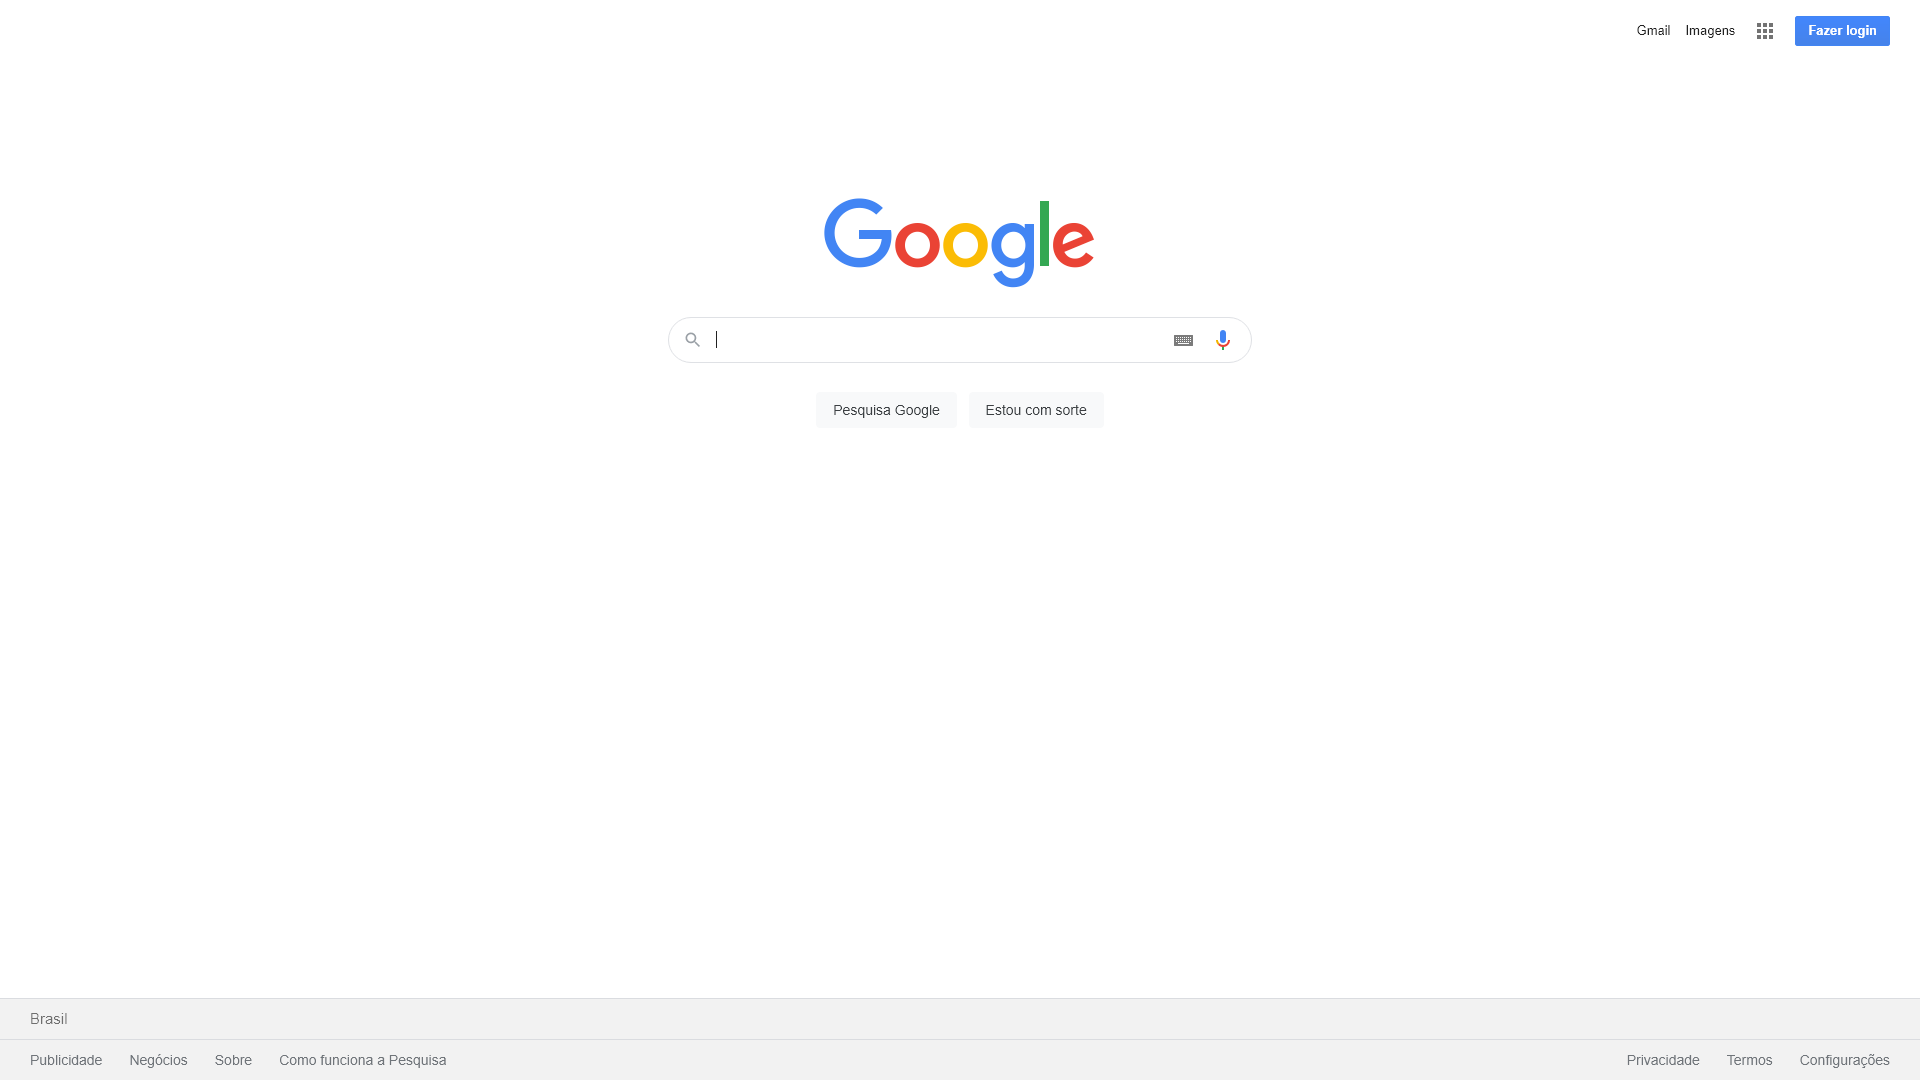 Gmail Imagens Fazer login
Google
Pesquisa Google Estou com sorte
Brasil
Publicidade Negócios Sobre Como funciona a Pesquisa Privacidade Termos Configurações